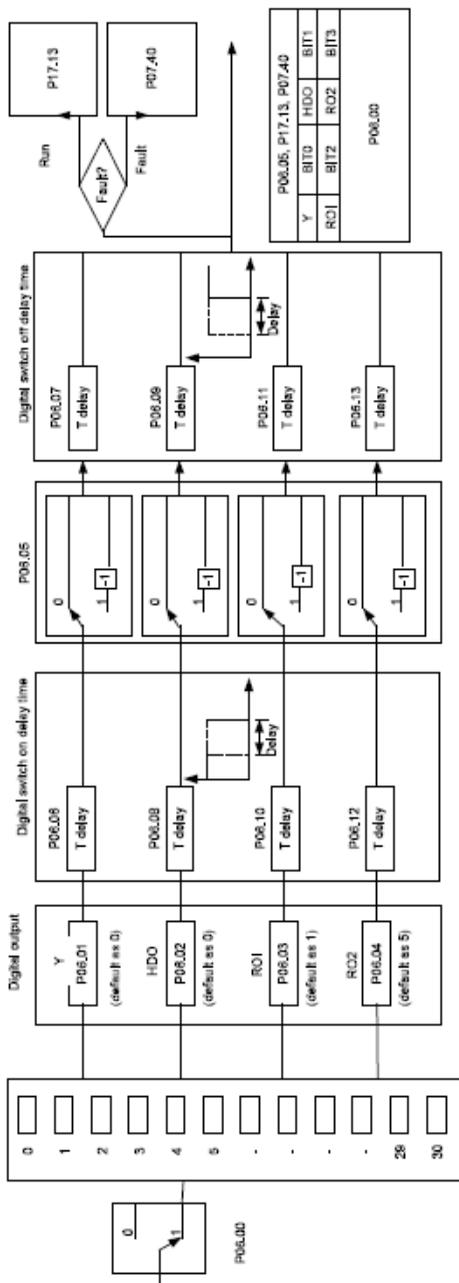 P06.00
0
1
0
1
2
3
4
5
-
-
-
-
29
30
Digital output
Y
P06.01
(default as 0)
HDO
P06.02
(default as 0)
RO1
P06.03
(default as 1)
RO2
P06.04
(default as 5)
Digital switch on delay time
P06.06
T delay
P06.08
T delay
Delay
P06.10
T delay
P06.12
T delay
P06.05
0
1
-1
0
1
-1
0
1
-1
0
1
-1
Digital switch off delay time
P06.07
T delay
P06.09
T delay
Delay
P06.11
T delay
P06.13
T delay
Run
Fault?
Fault
P17.13
P07.40
P06.05, P17.13, P07.40
Y BIT0 HDO BIT1
RO1 BIT2 RO2 BIT3
P06.00